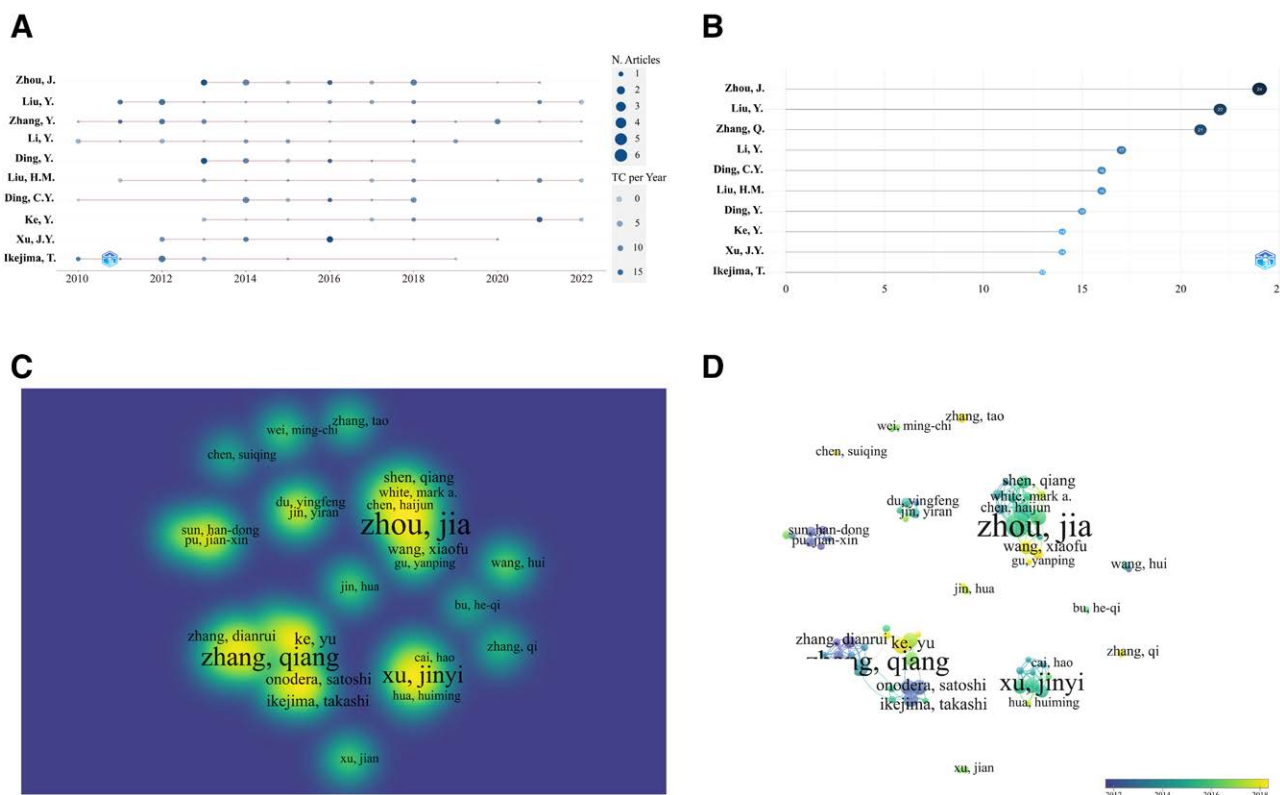 A
Zhou, J.
Liu, Y.
Zhang, Y.
Li, Y.
Ding, Y.
Liu, H.M.
Ding, C.Y.
Ke, Y.
Xu, J.Y.
Ikejima, T.
2010
2012
2014
2016
2018
2020
2022
N. Articles
1
2
3
4
5
6
TC per Year
0
5
10
15
B
Zhou, J.
Liu, Y.
Zhang, Q.
Li, Y.
Ding, C.Y.
Liu, H.M.
Ding, Y.
Ke, Y.
Xu, J.Y.
Ikejima, T.
0
5
10
15
20
2
C
zhang, tao
wei, ming-chi
chen, suiqing
shen, qiang
white, mark a.
du, yingfeng
chen, haijun
jin, yiran
zhou, jia
sun, han-dong
pu, jian-xin
wang, xiaofu
gu, yanping
wang, hui
jin, hua
bu, he-qi
zhang, dianrui
ke, yu
zhang, qi
zhang, qiang
cai, hao
xu, jinyi
onodera, satoshi
hua, huiming
ikejima, takashi
xu, jian
D
zhang, tao
wei, ming-chi
chen, suiqing
shen, qiang
white, mark a.
du, yingfeng
chen, haijun
jin, yiran
zhou, jia
sun, han-dong
pu, jian-xin
wang, xiaofu
gu, yanping
wang, hui
jin, hua
bu, he-qi
zhang, dianrui
ke, yu
zhang, qi
qiang
cai, hao
xu, jinyi
onodera, satoshi
hua, huiming
ikejima, takashi
xu, jian